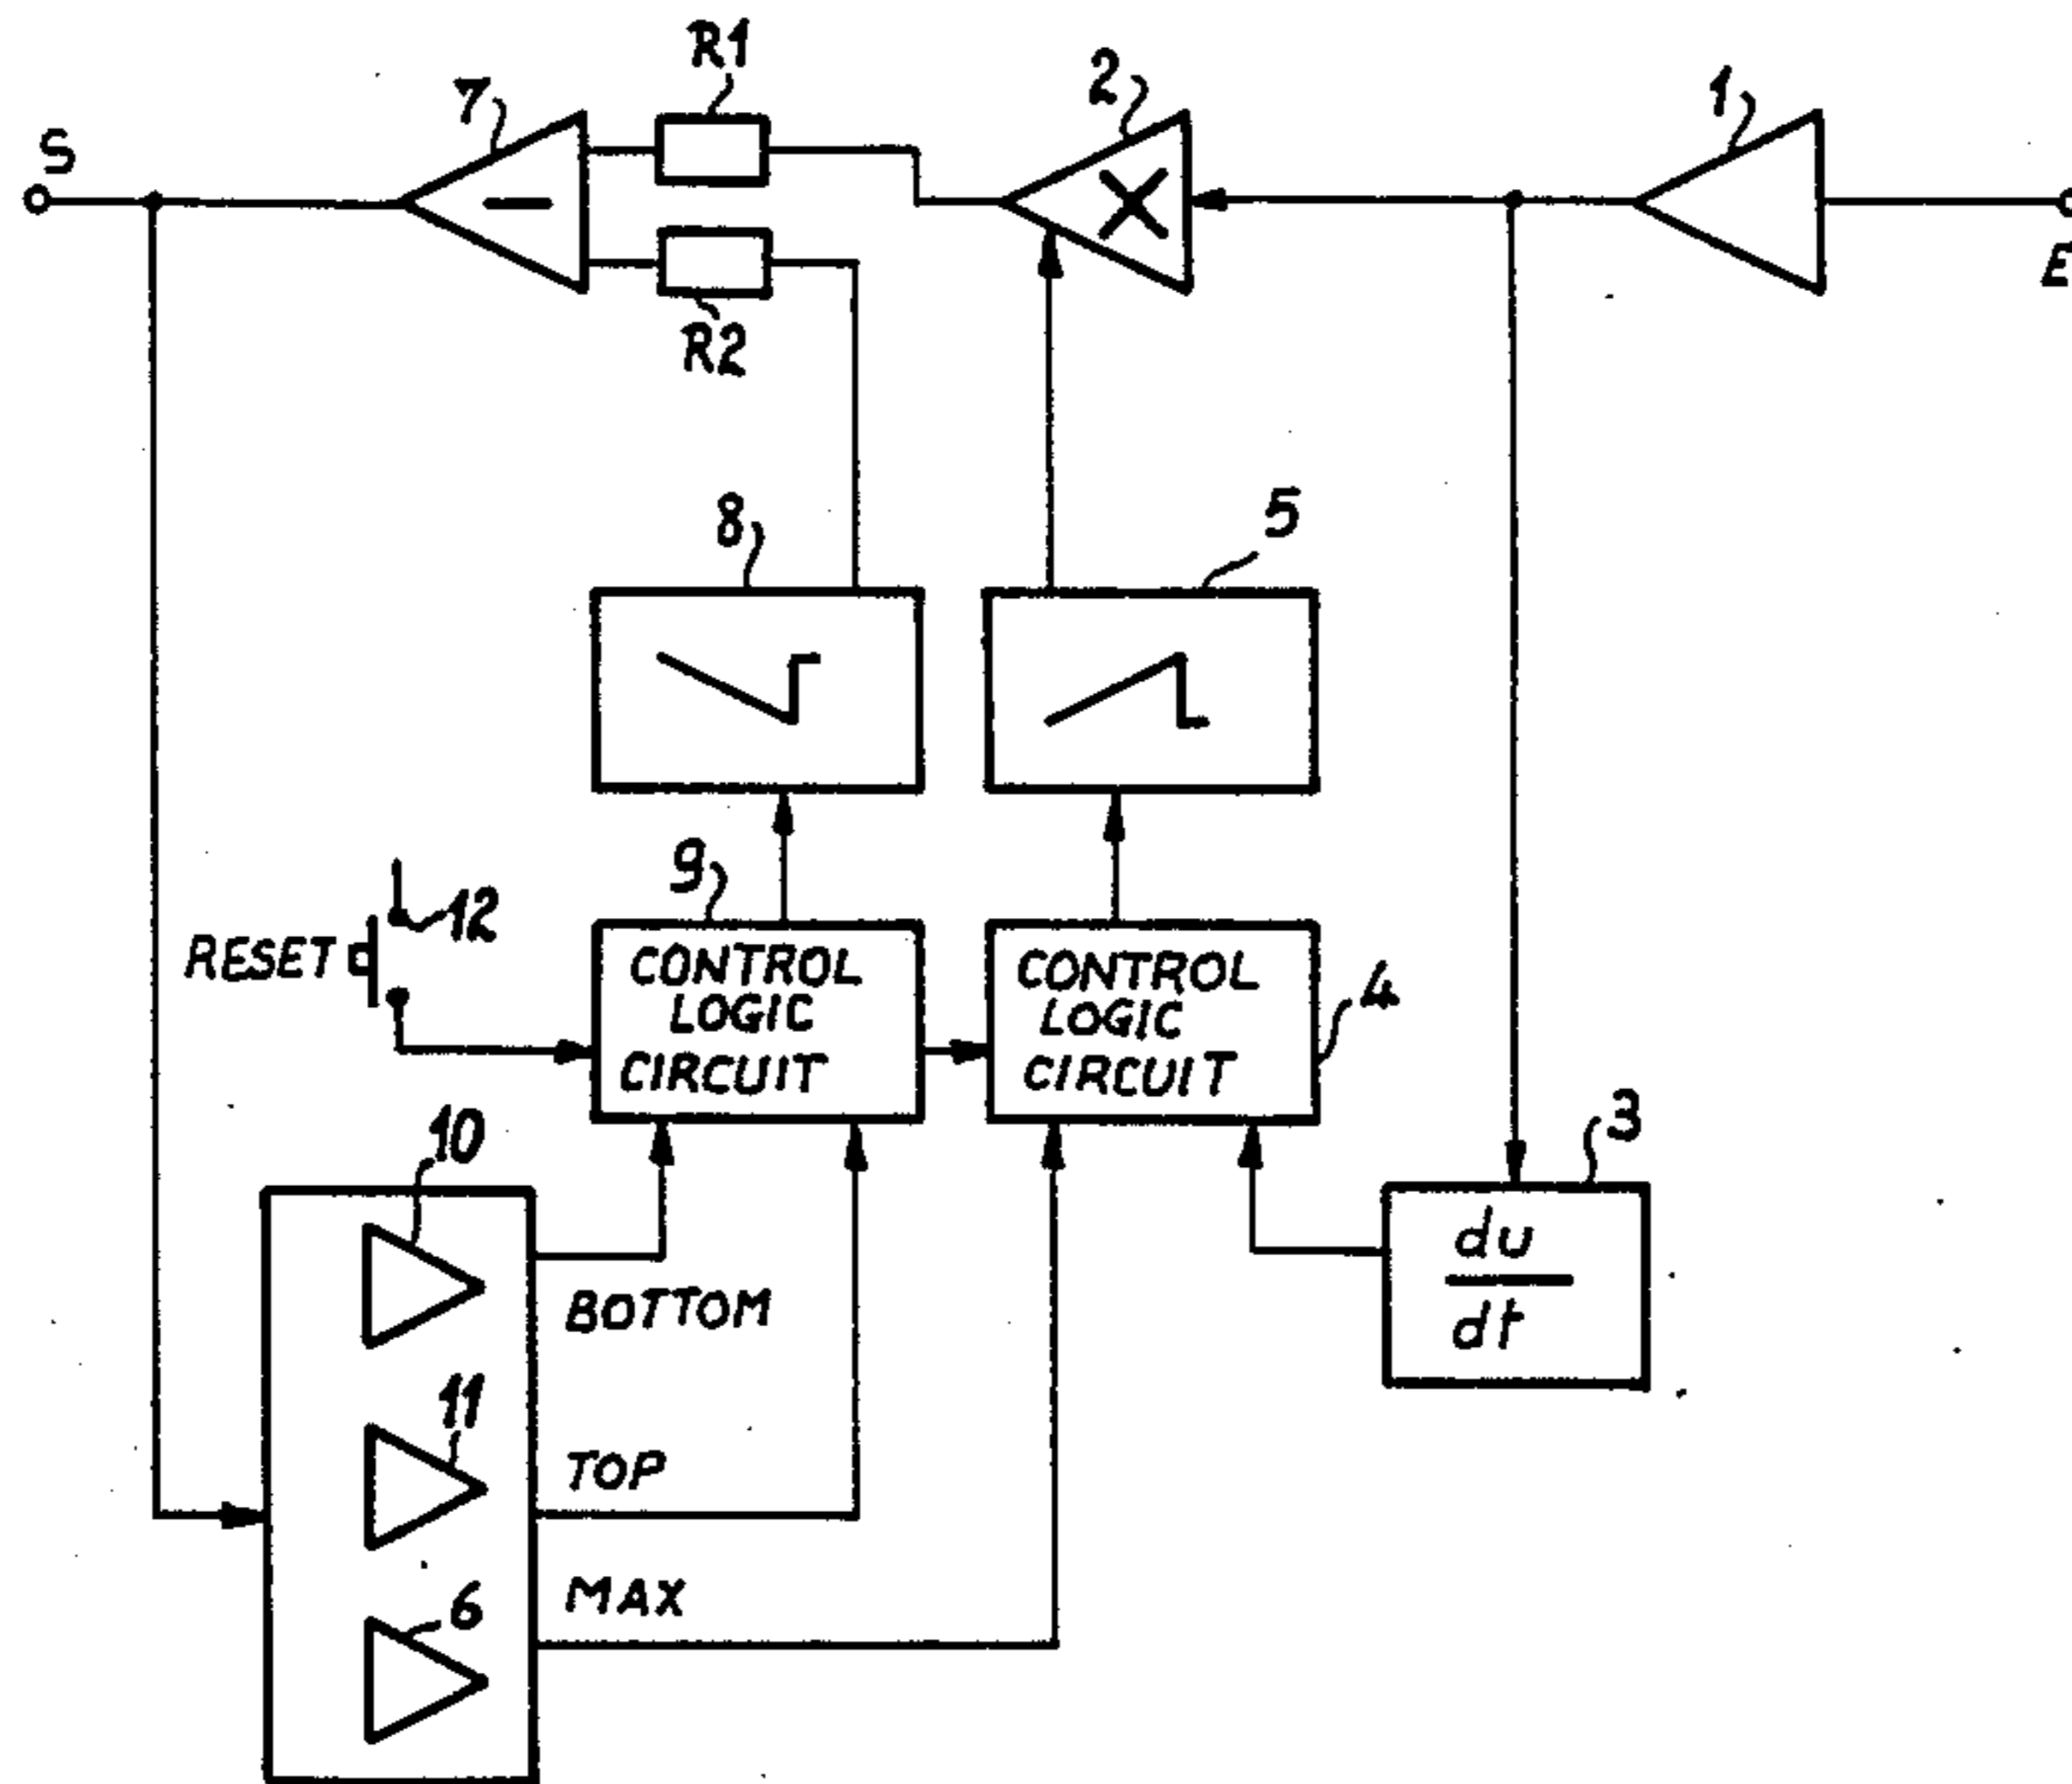 R1
2
1
7
S
E
R2
8
5
9
12
RESET
CONTROL
LOGIC
CIRCUIT
CONTROL
LOGIC
CIRCUIT
4
3
10
du
dt
BOTTOM
11
TOP
MAX
6